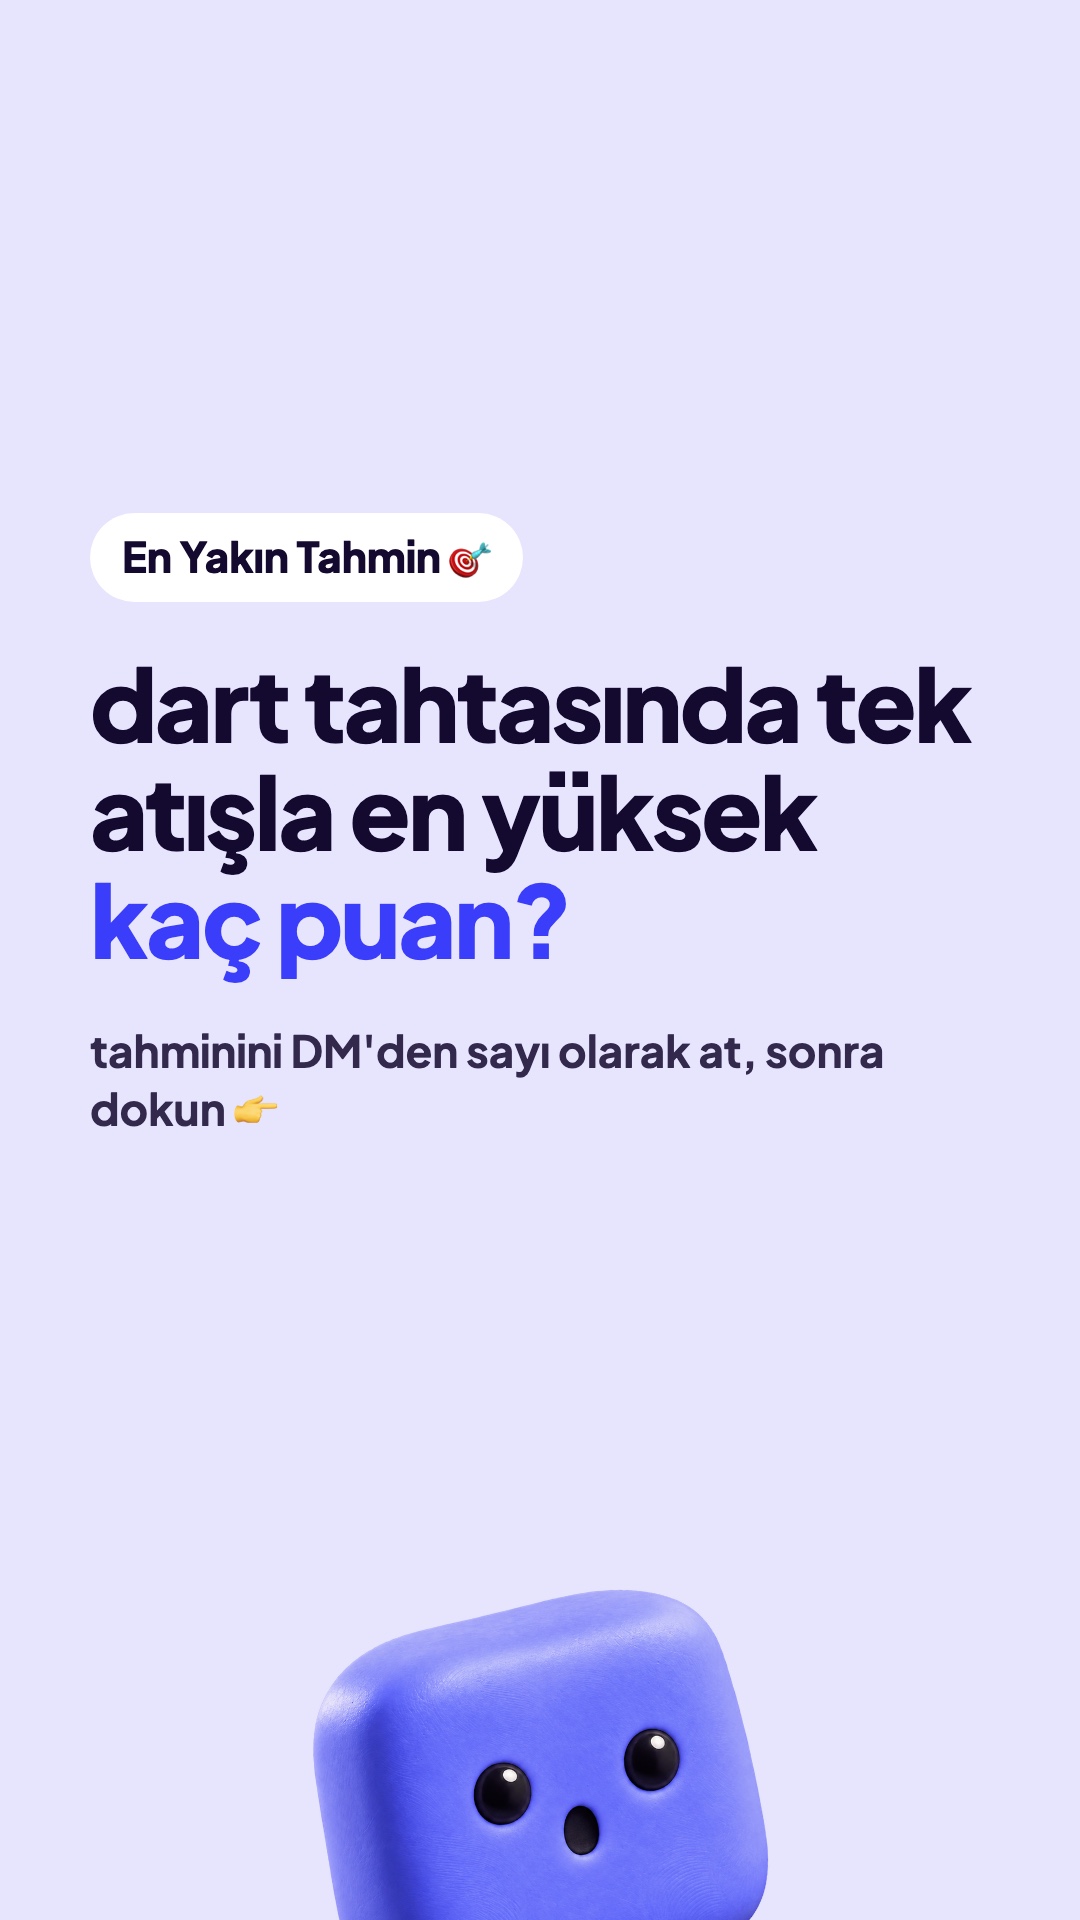 En Yakın Tahmin 🎯
dart tahtasında tek
atışla en yüksek
kaç puan?
tahminini DM'den sayı olarak at, sonra
dokun 👉